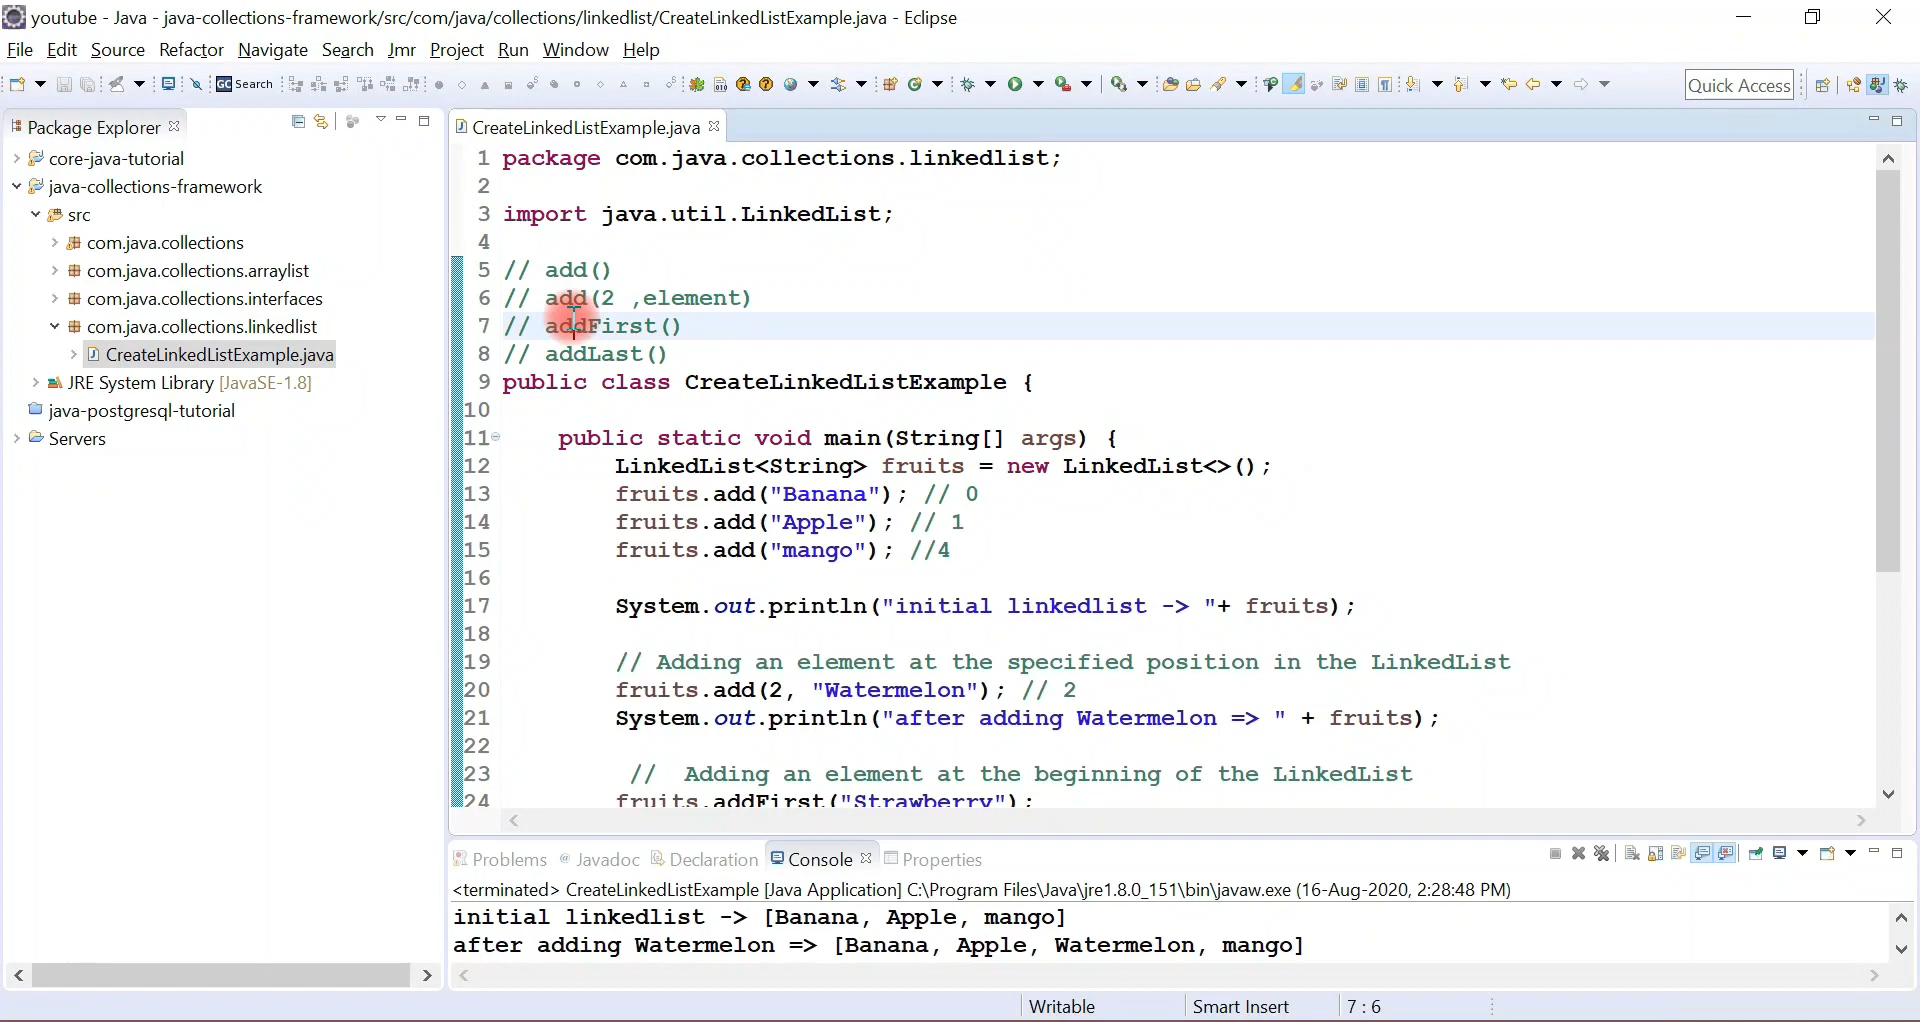 youtube - Java - java-collections-framework/src/com/java/collections/linkedlist/CreateLinkedListExample.java - Eclipse
File Edit Source Refactor Navigate Search Jmr Project Run Window Help
GC Search Quick Access
Package Explorer
core-java-tutorial
java-collections-framework
src
com.java.collections
com.java.collections.arraylist
com.java.collections.interfaces
com.java.collections.linkedlist
CreateLinkedListExample.java
JRE System Library [JavaSE-1.8]
java-postgresql-tutorial
Servers
CreateLinkedListExample.java
1 package com.java.collections.linkedlist;
2
3 import java.util.LinkedList;
4
5 // add()
6 // add(2 ,element)
7 // addFirst()
8 // addLast()
9 public class CreateLinkedListExample {
10
11 public static void main(String[] args) {
12 LinkedList<String> fruits = new LinkedList<>();
13 fruits.add("Banana"); // 0
14 fruits.add("Apple"); // 1
15 fruits.add("mango"); //4
16
17 System.out.println("initial linkedlist -> "+ fruits);
18
19 // Adding an element at the specified position in the LinkedList
20 fruits.add(2, "Watermelon"); // 2
21 System.out.println("after adding Watermelon => " + fruits);
22
23 // Adding an element at the beginning of the LinkedList
24 fruits.addFirst("Strawberry");
Problems @ Javadoc Declaration Console Properties
<terminated> CreateLinkedListExample [Java Application] C:\Program Files\Java\jre1.8.0_151\bin\javaw.exe (16-Aug-2020, 2:28:48 PM)
initial linkedlist -> [Banana, Apple, mango]
after adding Watermelon => [Banana, Apple, Watermelon, mango]
Writable Smart Insert 7 : 6